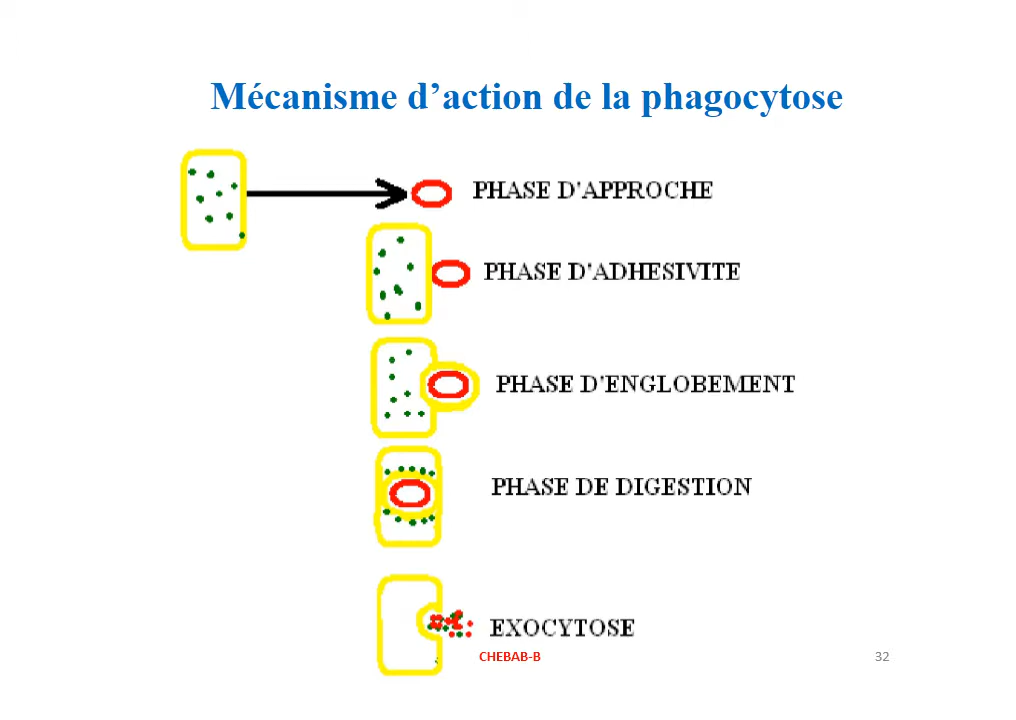 Mécanisme d’action de la phagocytose
PHASE D'APPROCHE
PHASE D'ADHESIVITE
PHASE D'ENGLOBEMENT
PHASE DE DIGESTION
EXOCYTOSE
CHEBAB-B
32